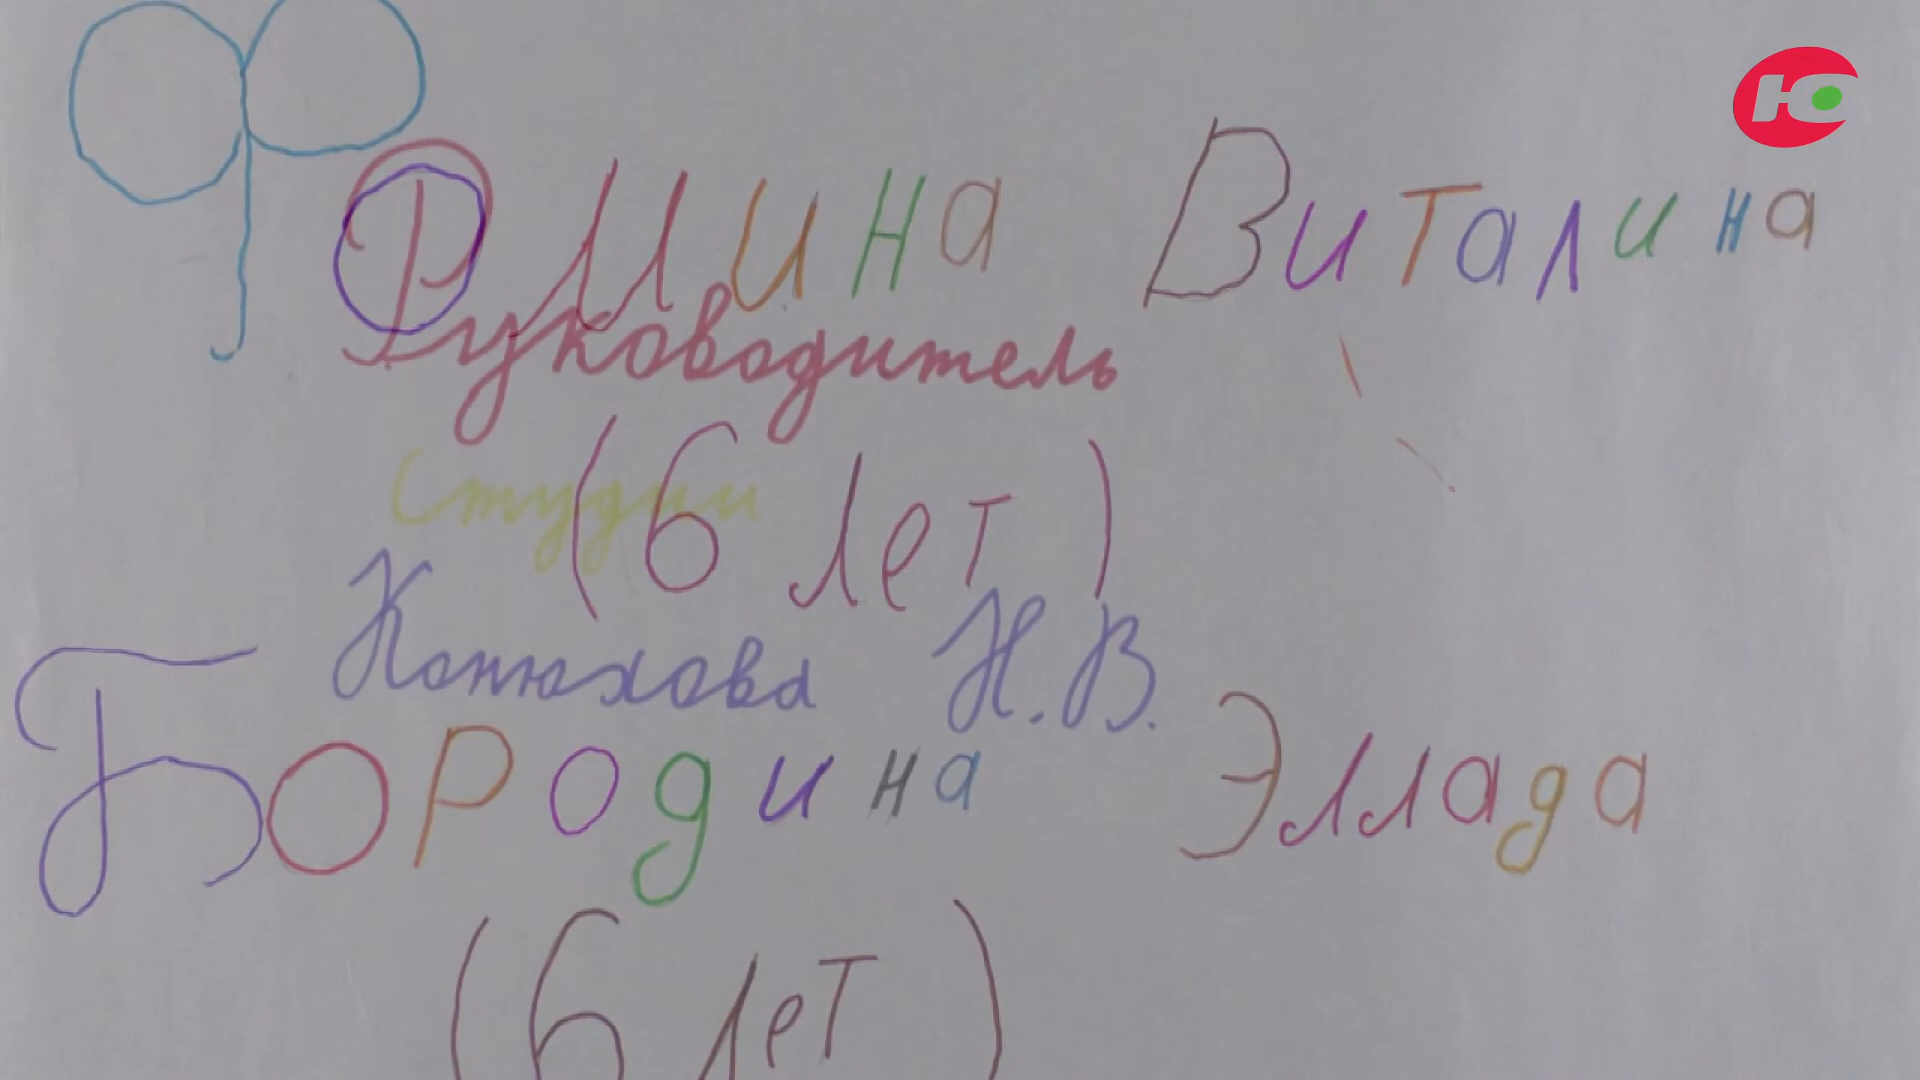 Фомина Виталина
Руководитель
(6 лет)
Студии
Конюхова Н.В.
Бородина Эллада
(6 лет)